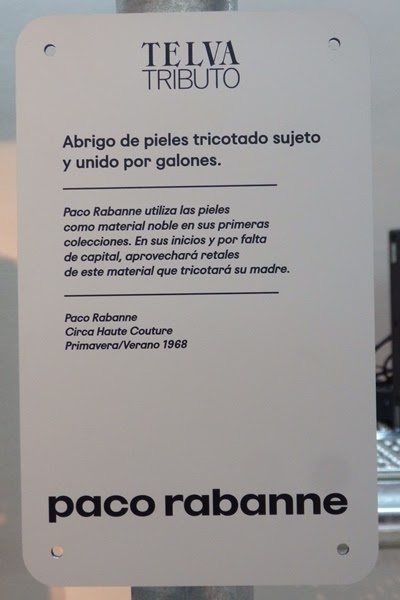 TELVA
TRIBUTO
Abrigo de pieles tricotado sujeto
y unido por galones.
Paco Rabanne utiliza las pieles
como material noble en sus primeras
colecciones. En sus inicios y por falta
de capital, aprovechará retales
de este material que tricotará su madre.
Paco Rabanne
Circa Haute Couture
Primavera/Verano 1968
paco rabanne